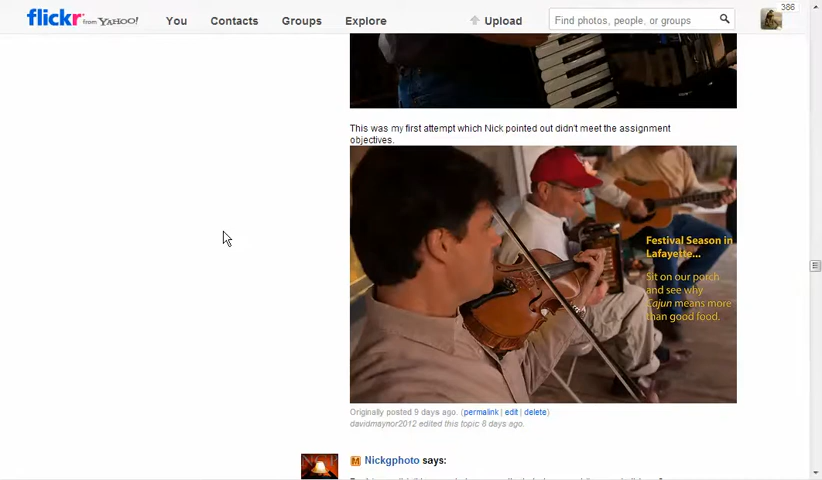 flickr from YAHOO! You Contacts Groups Explore Upload Find photos, people, or groups 386
This was my first attempt which Nick pointed out didn't meet the assignment
objectives.
Festival Season in
Lafayette...
Sit on our porch
and see why
Cajun means more
than good food.
Originally posted 9 days ago. (permalink | edit | delete)
davidmaynor2012 edited this topic 8 days ago.
M Nickgphoto says: